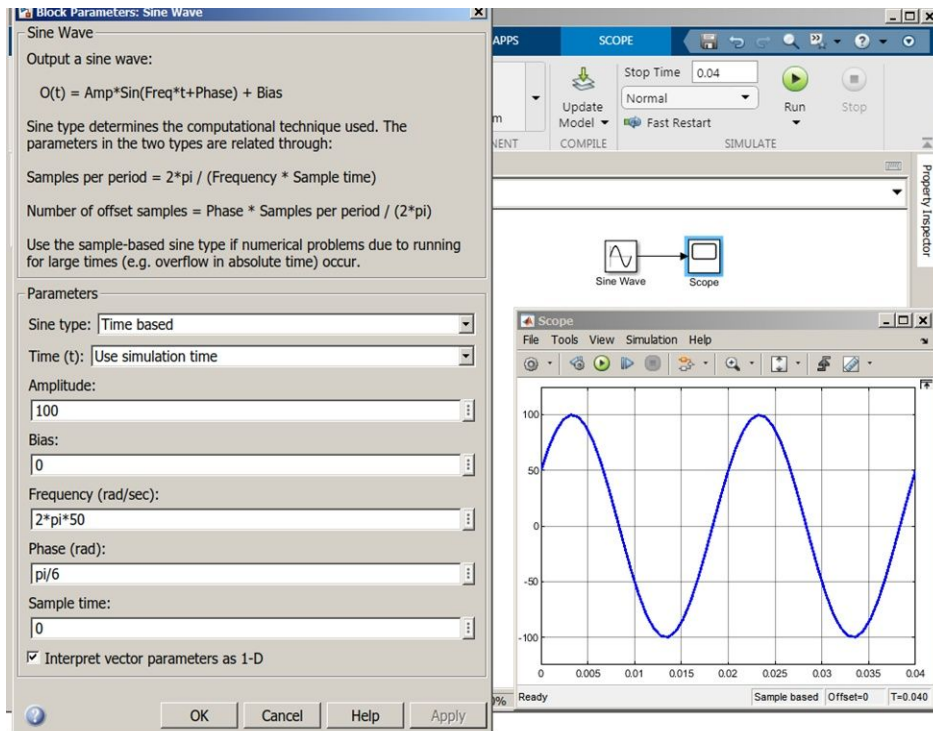 Block Parameters: Sine Wave
Sine Wave
Output a sine wave:
O(t) = Amp*Sin(Freq*t+Phase) + Bias
Sine type determines the computational technique used. The
parameters in the two types are related through:
Samples per period = 2*pi / (Frequency * Sample time)
Number of offset samples = Phase * Samples per period / (2*pi)
Use the sample-based sine type if numerical problems due to running
for large times (e.g. overflow in absolute time) occur.
Parameters
Sine type: Time based
Time (t): Use simulation time
Amplitude:
100
Bias:
0
Frequency (rad/sec):
2*pi*50
Phase (rad):
pi/6
Sample time:
0
Interpret vector parameters as 1-D
OK Cancel Help Apply
APPS SCOPE
Stop Time 0.04
Normal
Fast Restart
Update
Model
Run
Stop
COMPILE SIMULATE
Property Inspector
Sine Wave Scope
Scope
File Tools View Simulation Help
100
50
0
-50
-100
0 0.005 0.01 0.015 0.02 0.025 0.03 0.035 0.04
Ready Sample based Offset=0 T=0.040